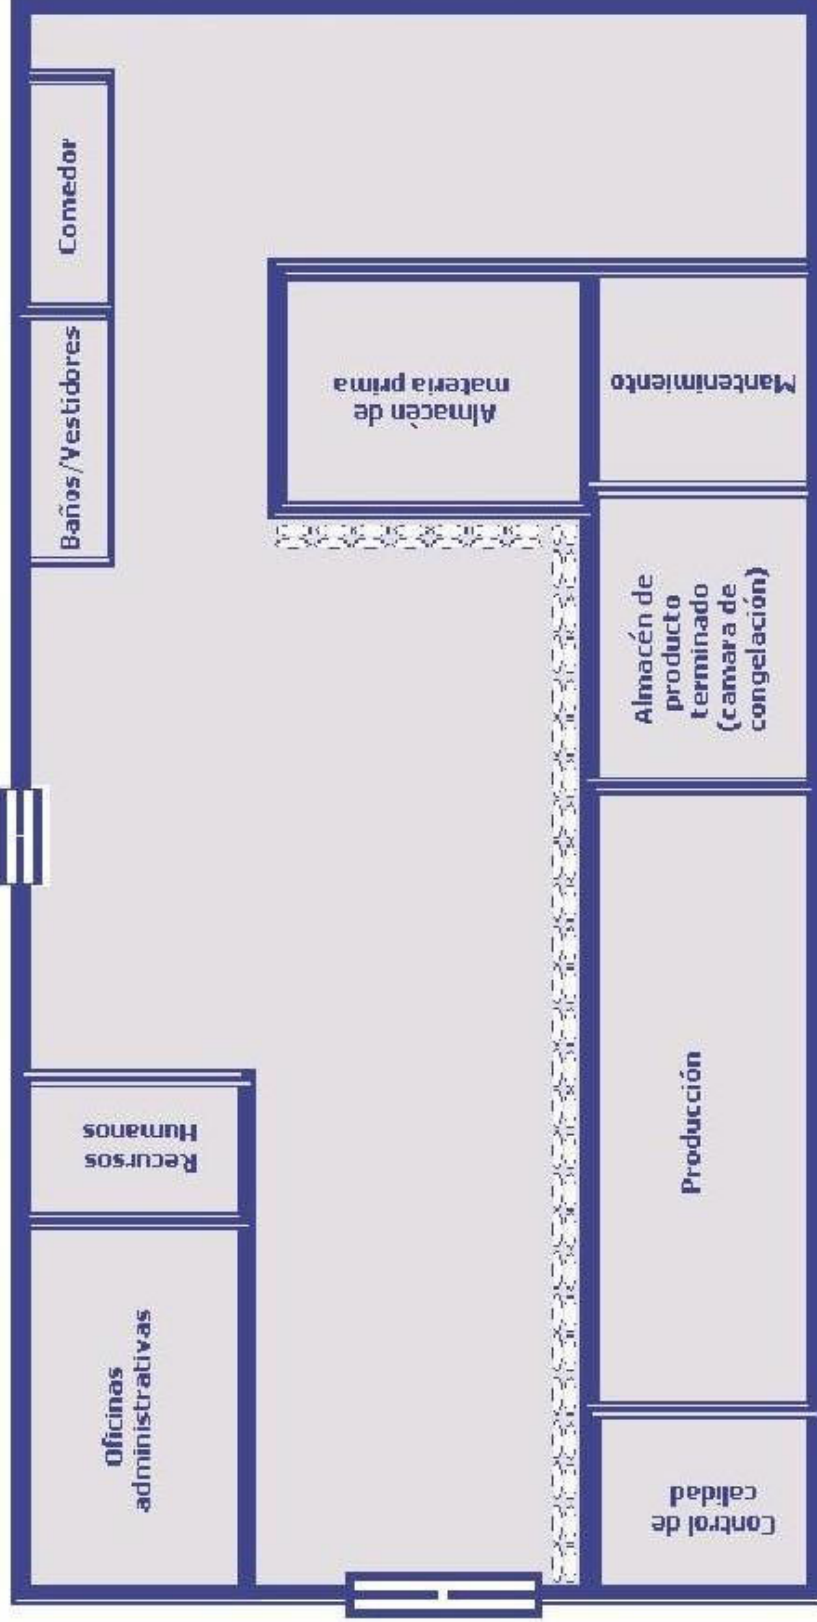 Comedor
Baños/Vestidores
Almacèn de
materia prima
Mantenimiento
Almacén de
producto
terminado
(camara de
congelación)
Recursos
Humanos
Producción
Oficinas
administrativas
Control de
calidad